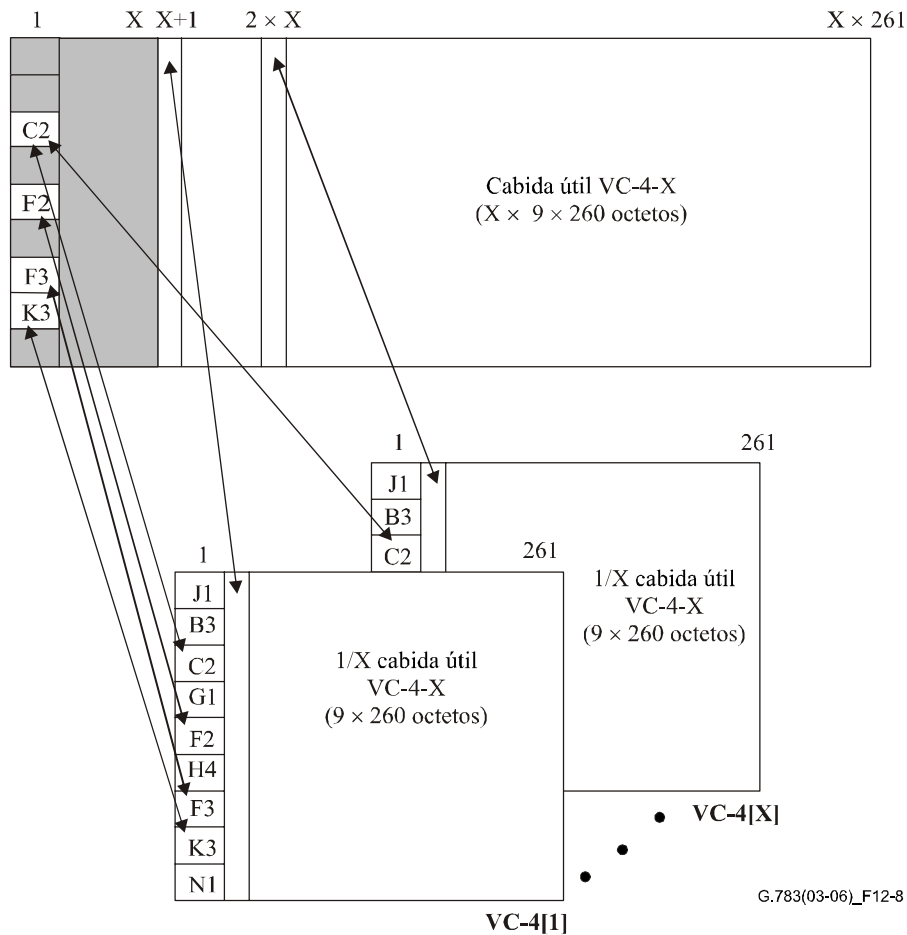 1 X X+1 2 × X X × 261
C2
F2
F3
K3
Cabida útil VC-4-X
(X × 9 × 260 octetos)
1 261
J1
B3
C2
1/X cabida útil
VC-4-X
(9 × 260 octetos)
VC-4[X]
1 261
J1
B3
C2
G1
F2
H4
F3
K3
N1
1/X cabida útil
VC-4-X
(9 × 260 octetos)
VC-4[1]
G.783(03-06)_F12-8